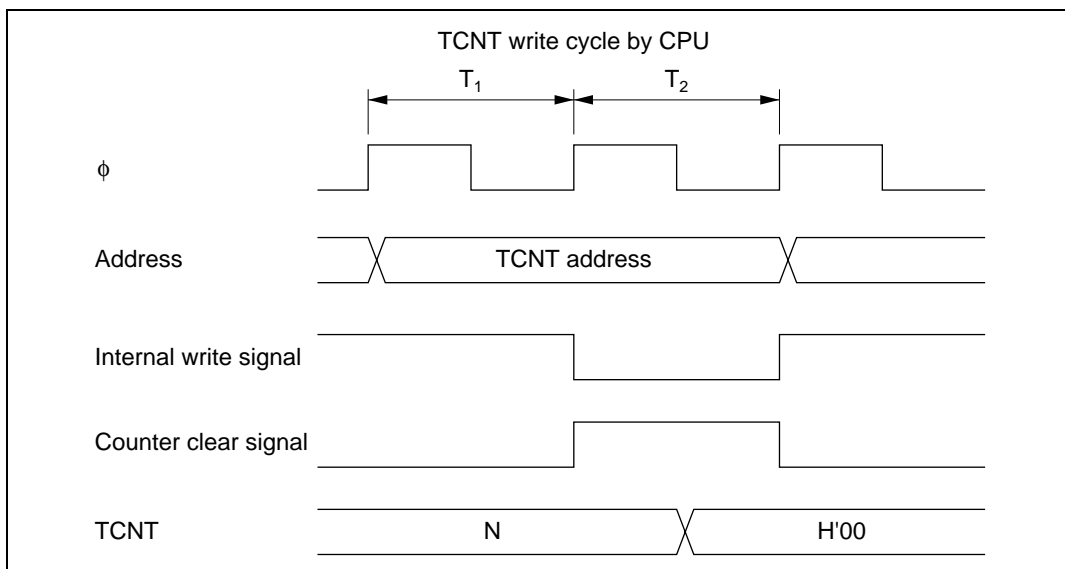 TCNT write cycle by CPU
T1 T2
ϕ
Address TCNT address
Internal write signal
Counter clear signal
TCNT N H'00